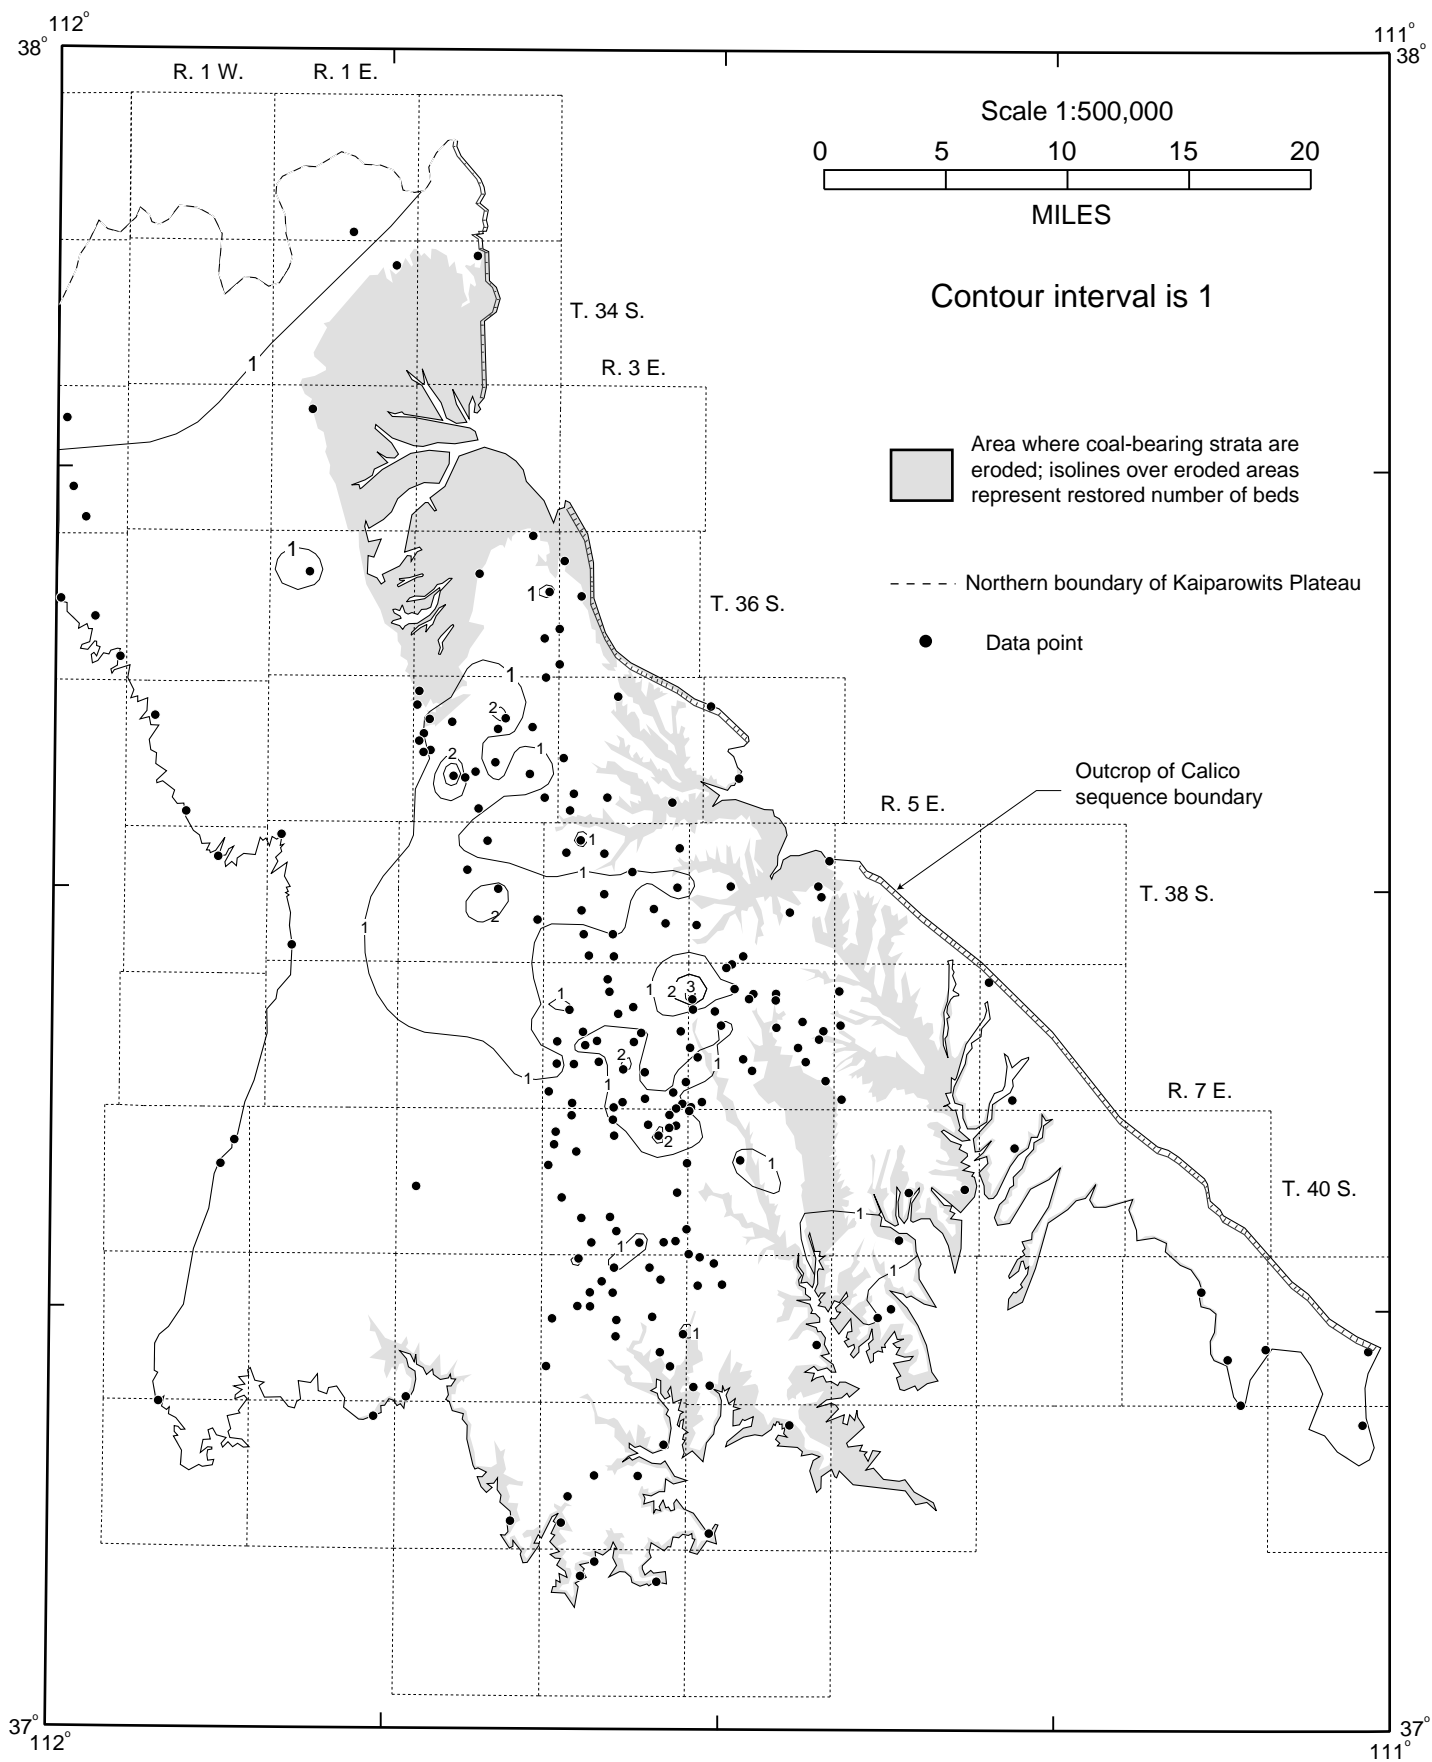 112°
111°
38°
38°
R. 1 W.
R. 1 E.
Scale 1:500,000
0 5 10 15 20
MILES
Contour interval is 1
T. 34 S.
1
R. 3 E.
Area where coal-bearing strata are
eroded; isolines over eroded areas
represent restored number of beds
1
Northern boundary of Kaiparowits Plateau
1
T. 36 S.
Data point
1
2
1
2
Outcrop of Calico
sequence boundary
R. 5 E.
1
1
T. 38 S.
2
1
1
2
3
1
2
1
1
1
R. 7 E.
2
1
T. 40 S.
1
1
1
1
37°
37°
112°
111°